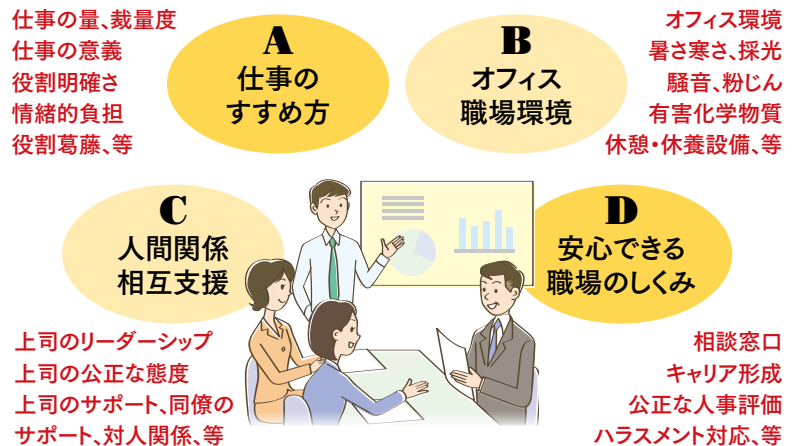 仕事の量、裁量度
仕事の意義
役割明確さ
情緒的負担
役割葛藤、等
A
仕事の
すすめ方
B
オフィス
職場環境
オフィス環境
暑さ寒さ、採光
騒音、粉じん
有害化学物質
休憩・休養設備、等
C
人間関係
相互支援
上司のリーダーシップ
上司の公正な態度
上司のサポート、同僚の
サポート、対人関係、等
D
安心できる
職場のしくみ
相談窓口
キャリア形成
公正な人事評価
ハラスメント対応、等